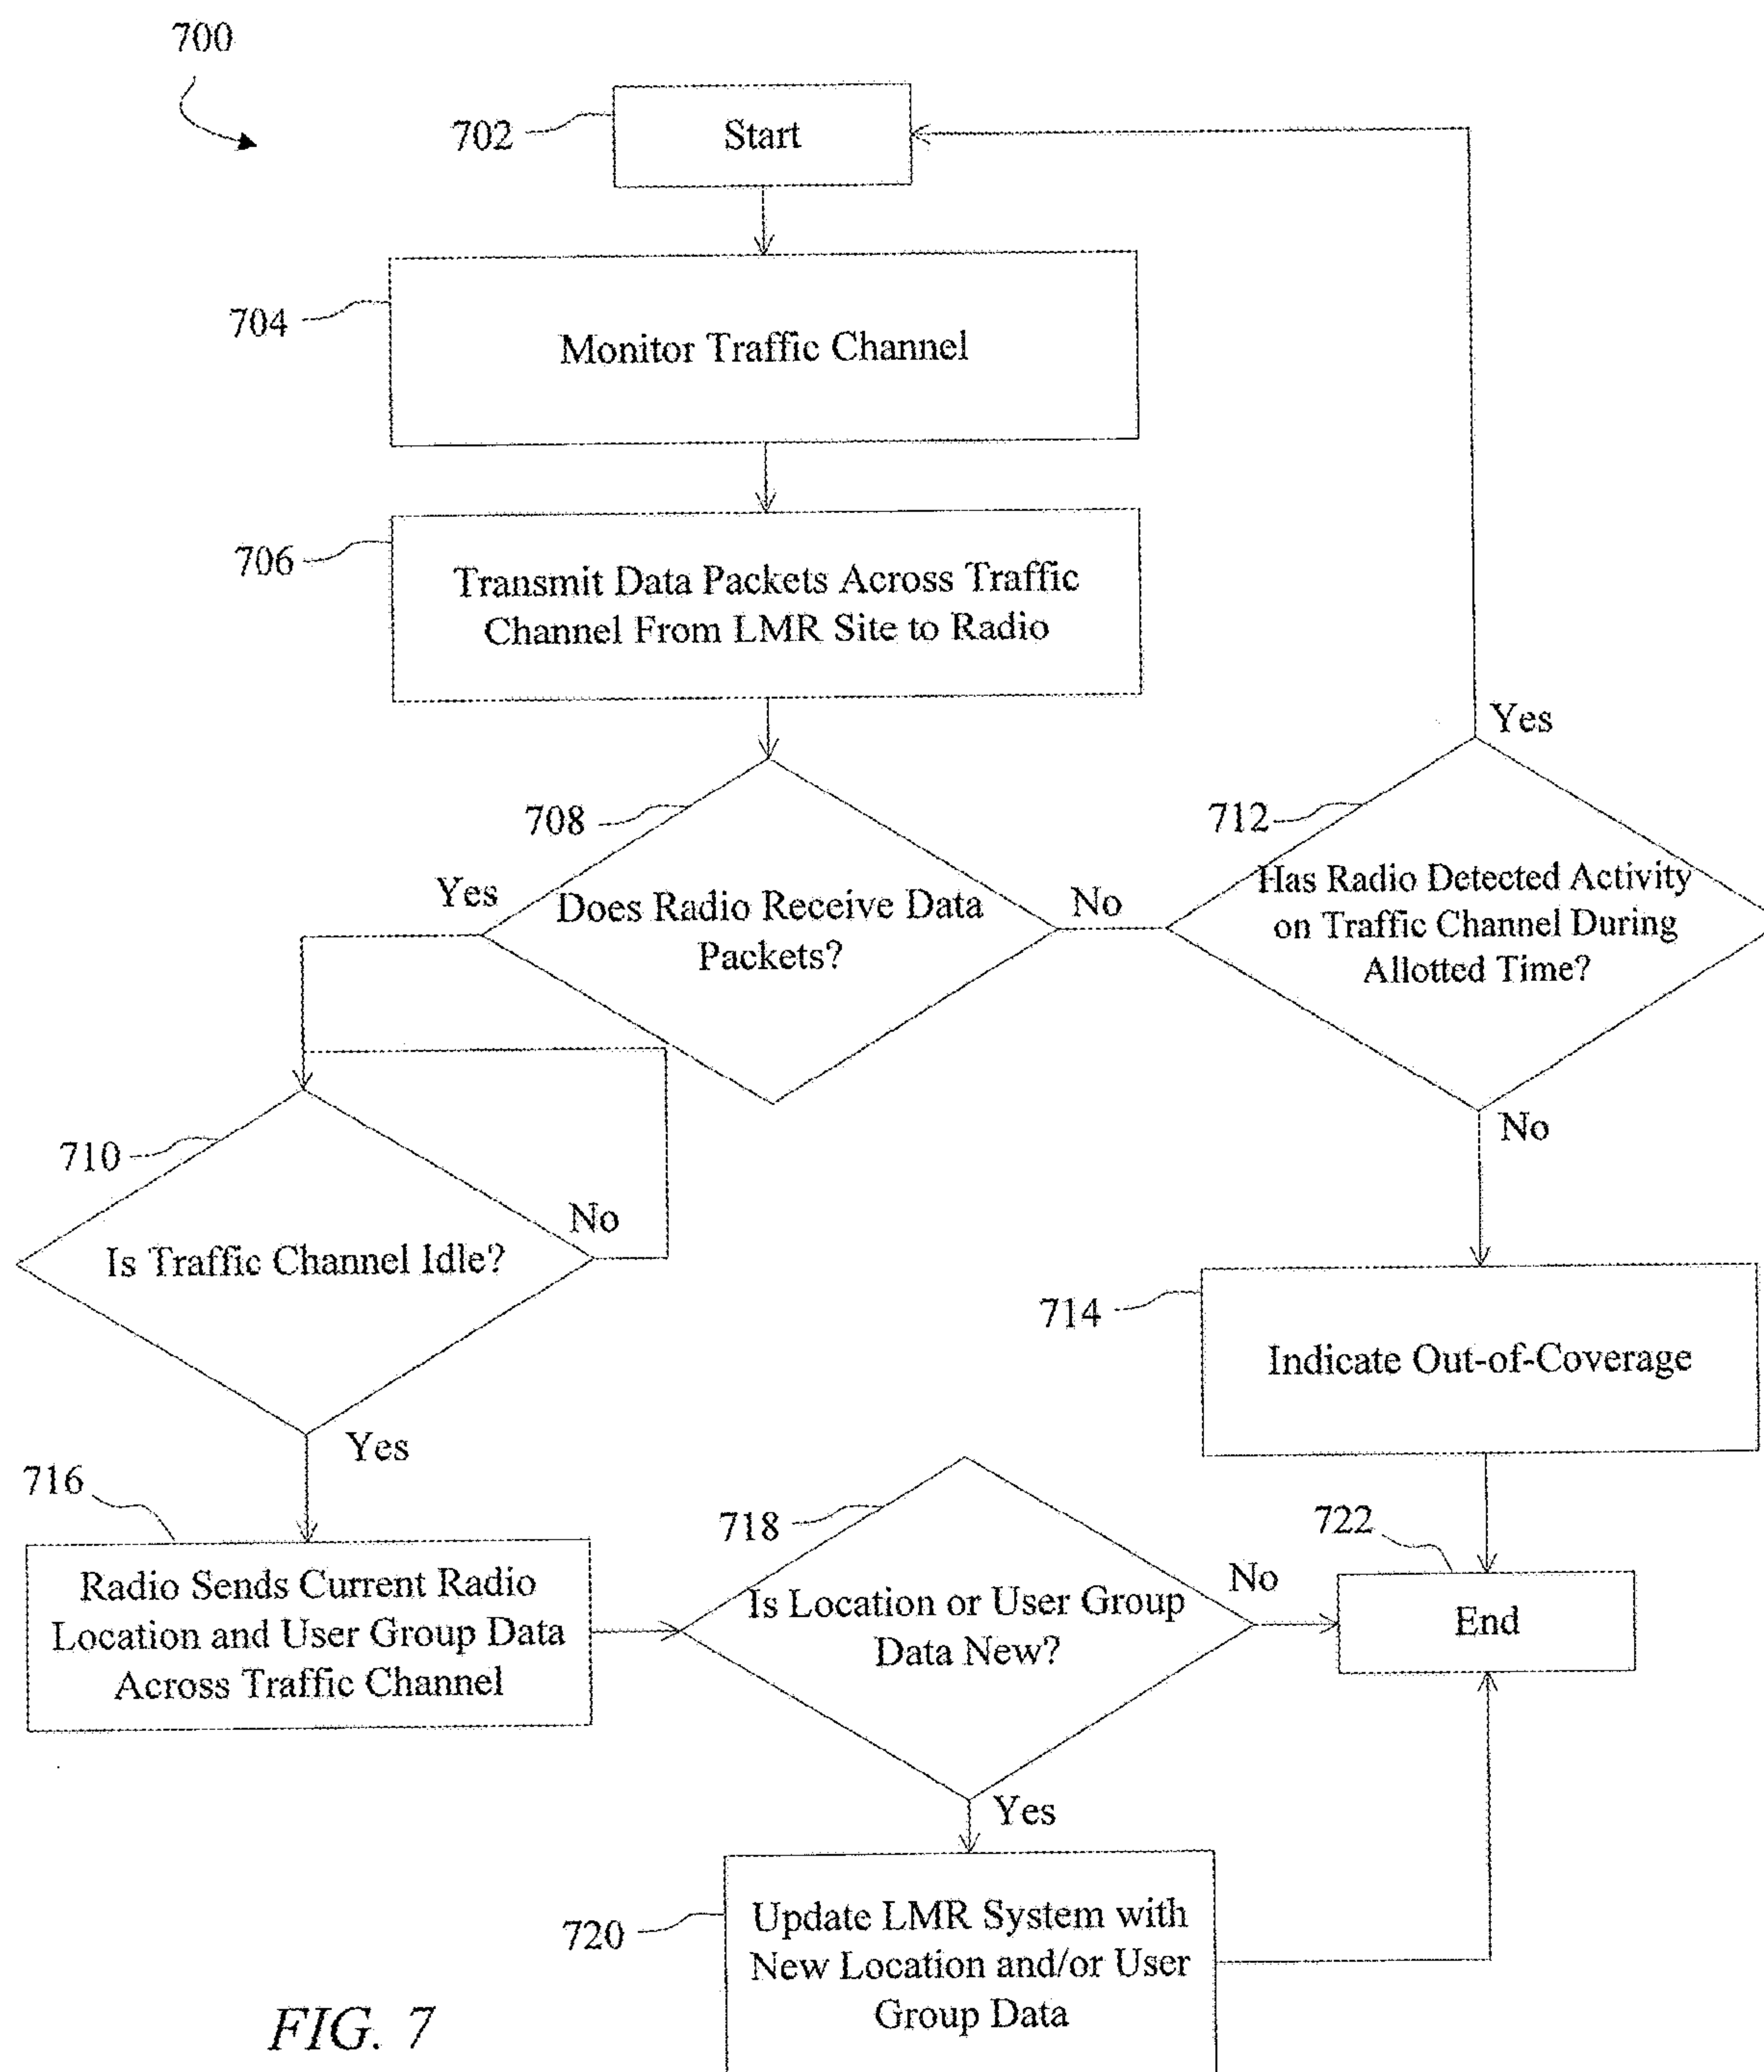 700
702
Start
704
Monitor Traffic Channel
706
Transmit Data Packets Across Traffic
Channel From LMR Site to Radio
Yes
708
712
Yes
Does Radio Receive Data
Packets?
No
Has Radio Detected Activity
on Traffic Channel During
Allotted Time?
No
710
No
Is Traffic Channel Idle?
714
Indicate Out-of-Coverage
Yes
716
Radio Sends Current Radio
Location and User Group Data
Across Traffic Channel
718
Is Location or User Group
Data New?
No
722
End
Yes
720
Update LMR System with
New Location and/or User
Group Data
FIG. 7